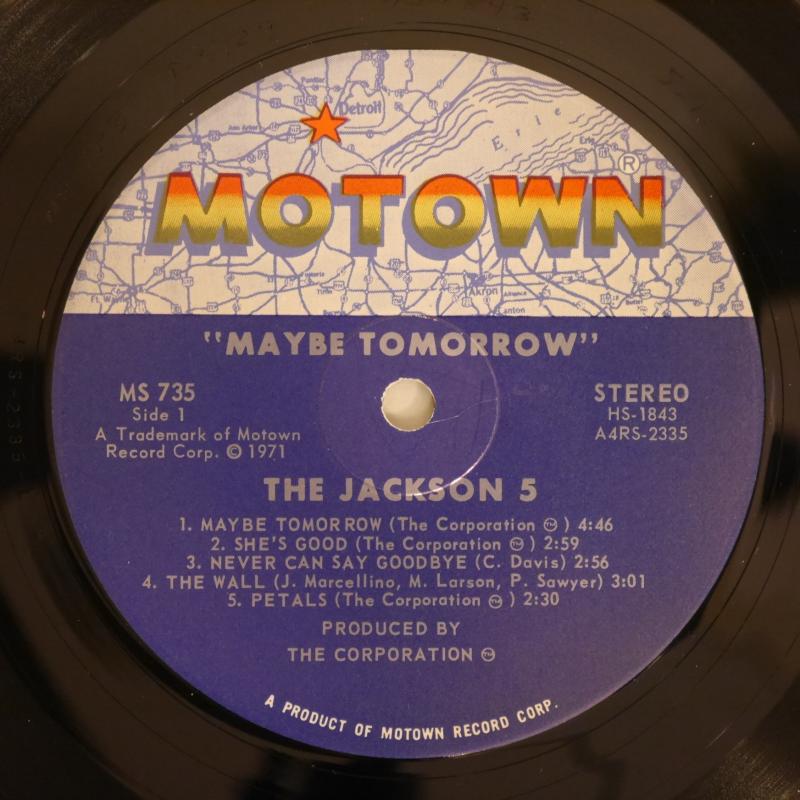 Detroit
Erie
Erie
MOTOWN®
Akron
Canton
"MAYBE TOMORROW"
MS 735
Side 1
A Trademark of Motown
Record Corp. © 1971
STEREO
HS-1843
A4RS-2335
THE JACKSON 5
1. MAYBE TOMORROW (The Corporation ™) 4:46
2. SHE'S GOOD (The Corporation ™) 2:59
3. NEVER CAN SAY GOODBYE (C. Davis) 2:56
4. THE WALL (J. Marcellino, M. Larson, P. Sawyer) 3:01
5. PETALS (The Corporation ™) 2:30
PRODUCED BY
THE CORPORATION ™
A PRODUCT OF MOTOWN RECORD CORP.